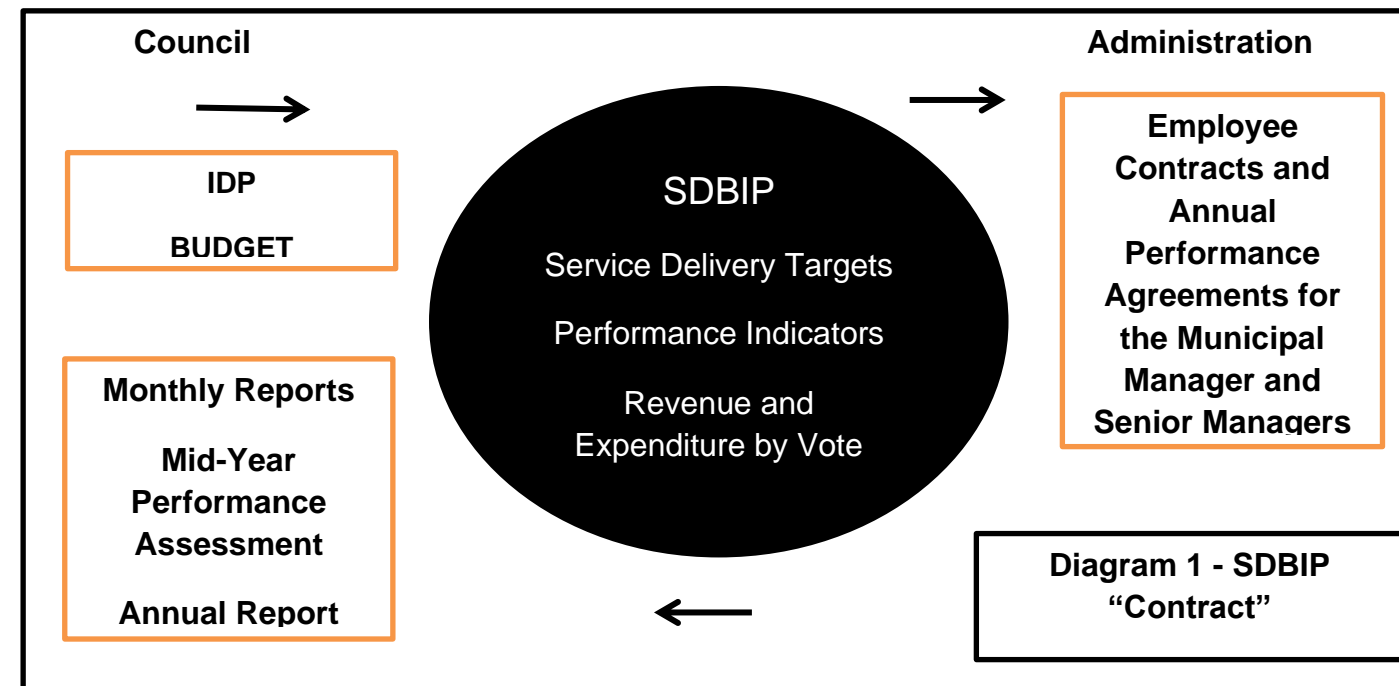 Council
Administration
IDP
BUDGET
SDBIP
Service Delivery Targets
Performance Indicators
Revenue and
Expenditure by Vote
Employee
Contracts and
Annual
Performance
Agreements for
the Municipal
Manager and
Senior Managers
Monthly Reports
Mid-Year
Performance
Assessment
Annual Report
Diagram 1 - SDBIP
“Contract”